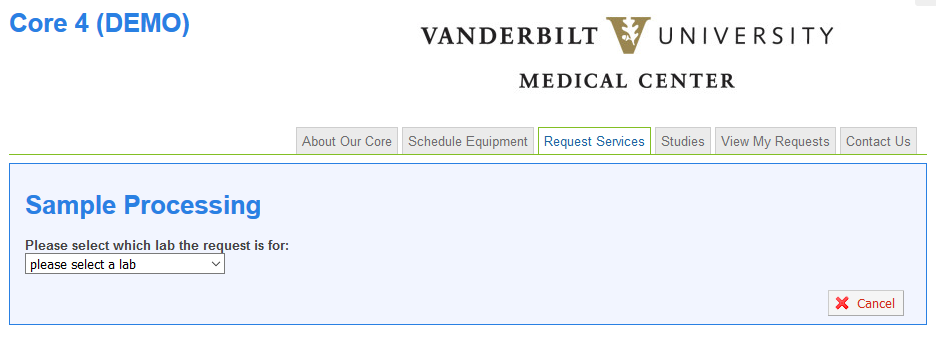 Core 4 (DEMO)
VANDERBILT V UNIVERSITY
MEDICAL CENTER
About Our Core Schedule Equipment Request Services Studies View My Requests Contact Us
Sample Processing
Please select which lab the request is for:
please select a lab
Cancel